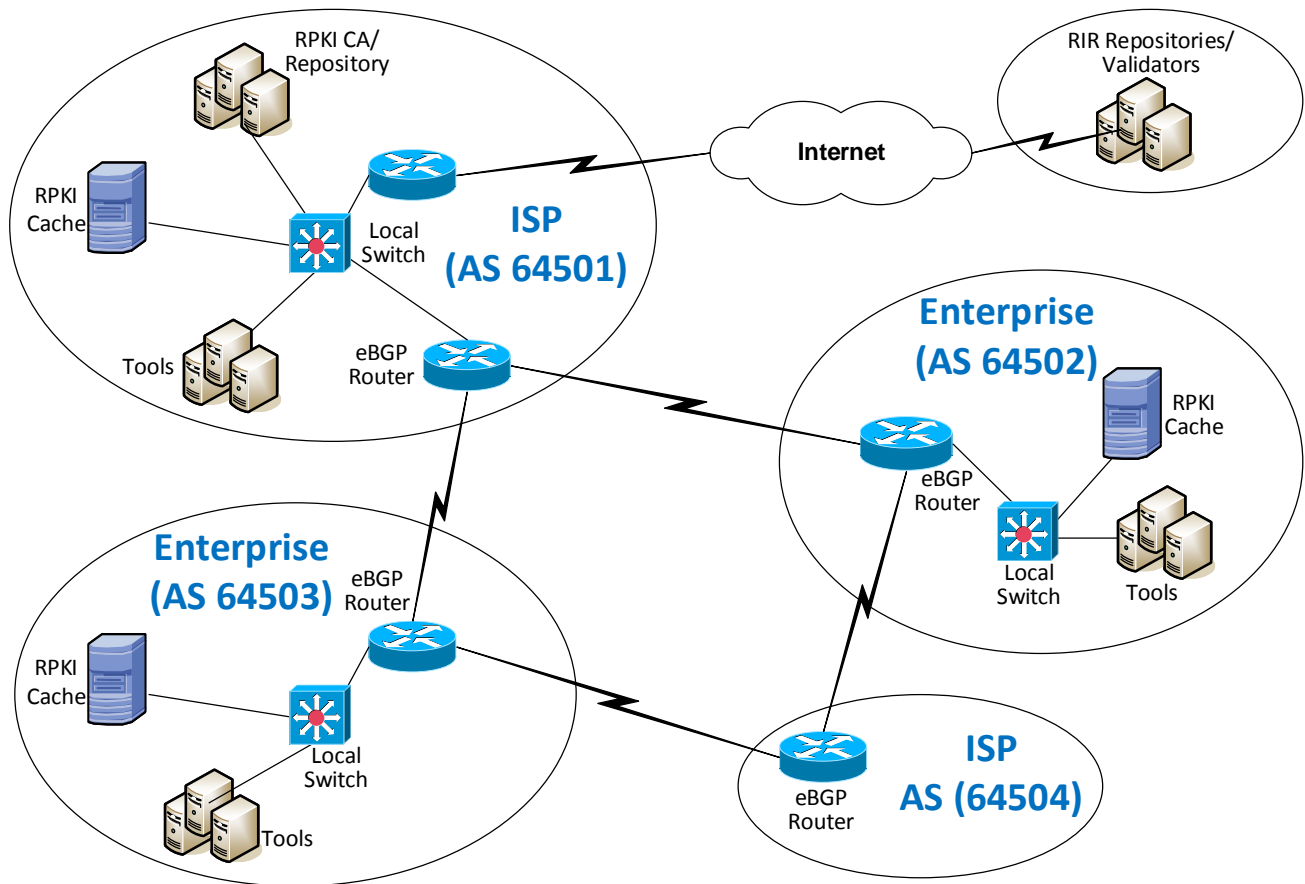 RPKI CA/
Repository
RIR Repositories/
Validators
Internet
RPKI
Cache
Local
Switch
ISP
(AS 64501)
Tools
eBGP
Router
Enterprise
(AS 64502)
RPKI
Cache
eBGP
Router
Local
Switch
Tools
Enterprise
(AS 64503)
eBGP
Router
RPKI
Cache
Local
Switch
Tools
ISP
AS (64504)
eBGP
Router